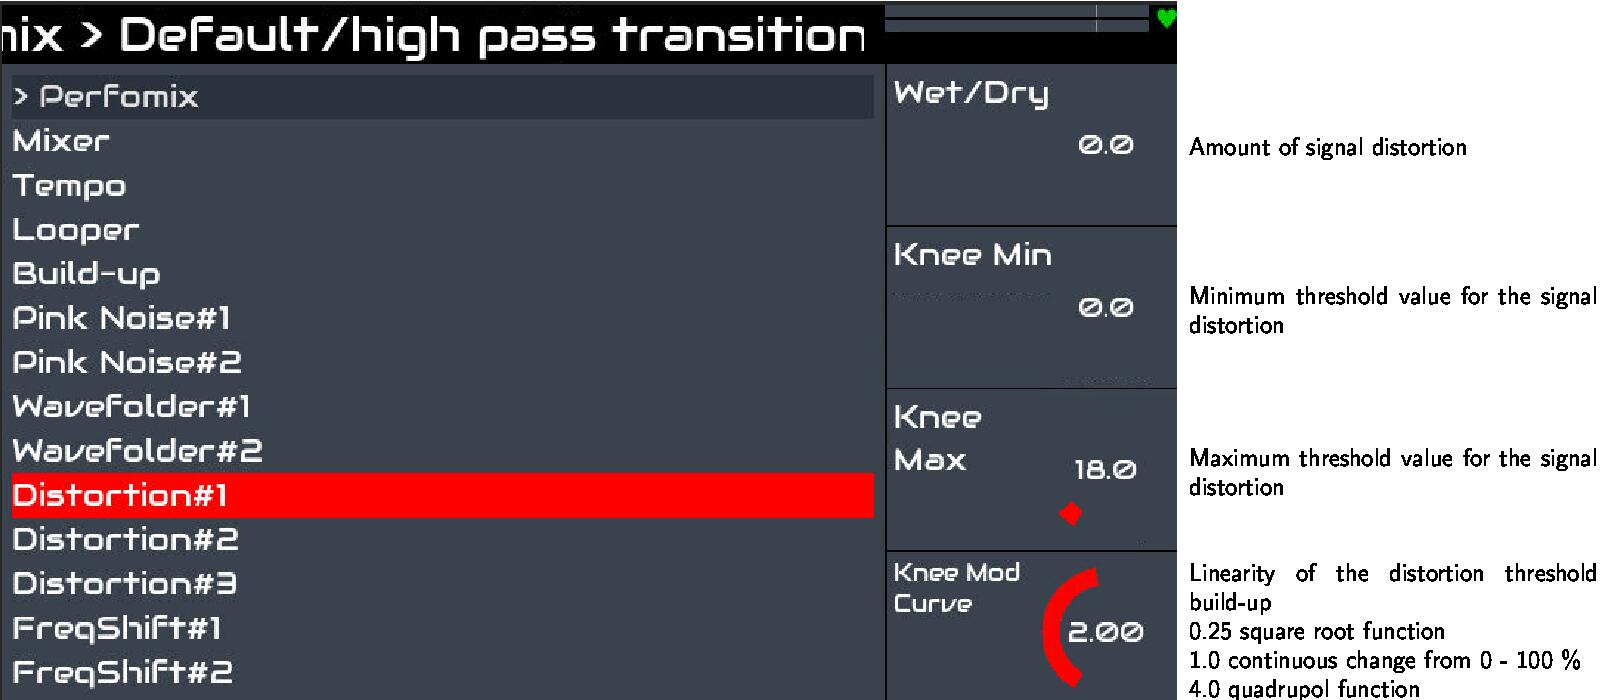 nix > Default/high pass transition
> Perfomix
Mixer
Tempo
Looper
Build-up
Pink Noise#1
Pink Noise#2
Wavefolder#1
Wavefolder#2
Distortion#1
Distortion#2
Distortion#3
FreqShift#1
FreqShift#2
Wet/Dry
0.0
Amount of signal distortion
Knee Min
0.0
Minimum threshold value for the signal
distortion
Knee
Max
18.0
Maximum threshold value for the signal
distortion
Knee Mod
Curve
2.00
Linearity of the distortion threshold
build-up
0.25 square root function
1.0 continuous change from 0 - 100 %
4.0 quadrupol function